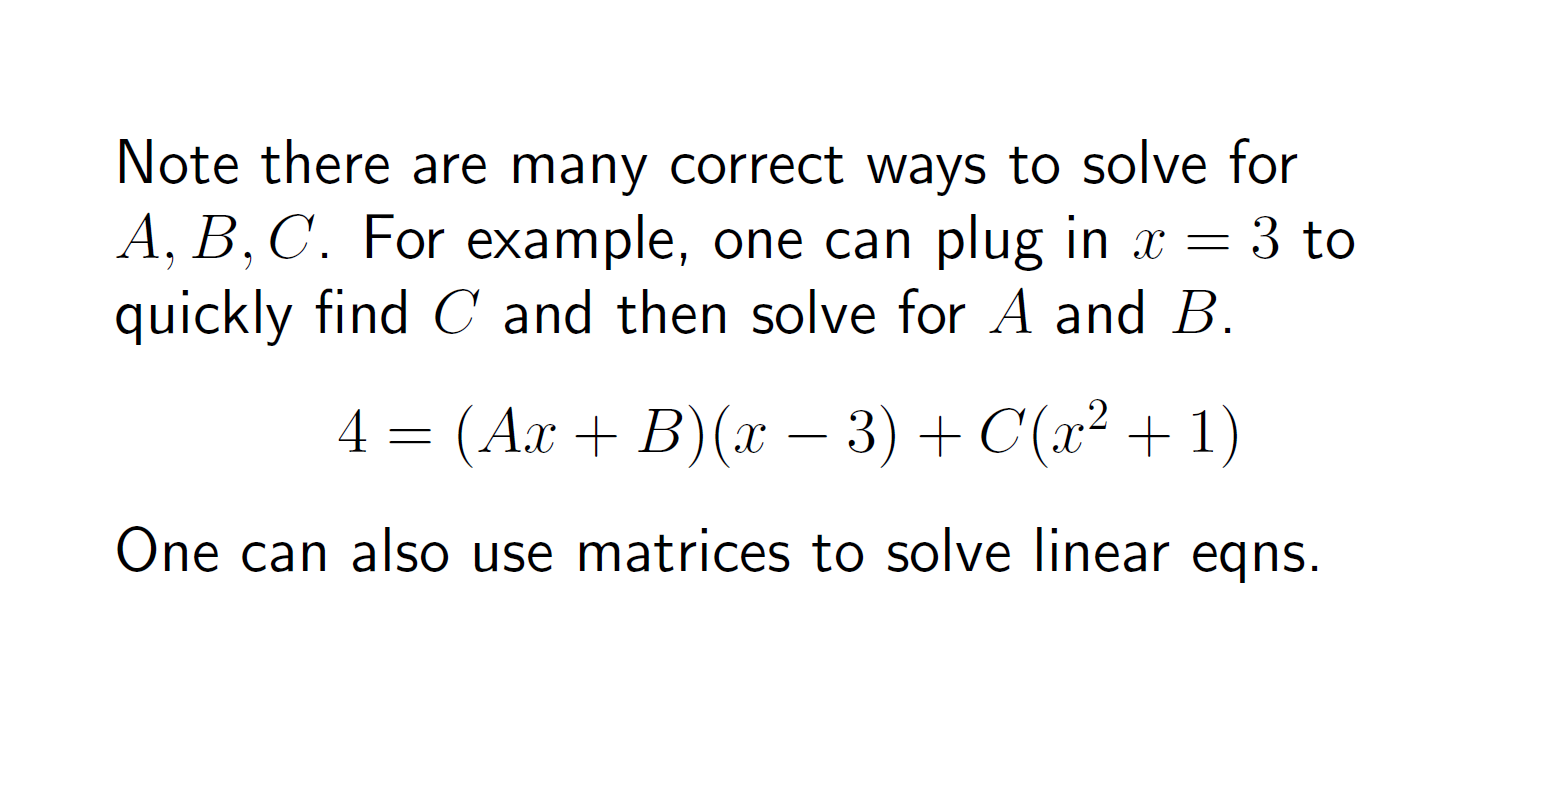 Note there are many correct ways to solve for
A, B, C. For example, one can plug in x = 3 to
quickly find C and then solve for A and B.
4 = (Ax + B)(x − 3) + C(x² + 1)
One can also use matrices to solve linear eqns.